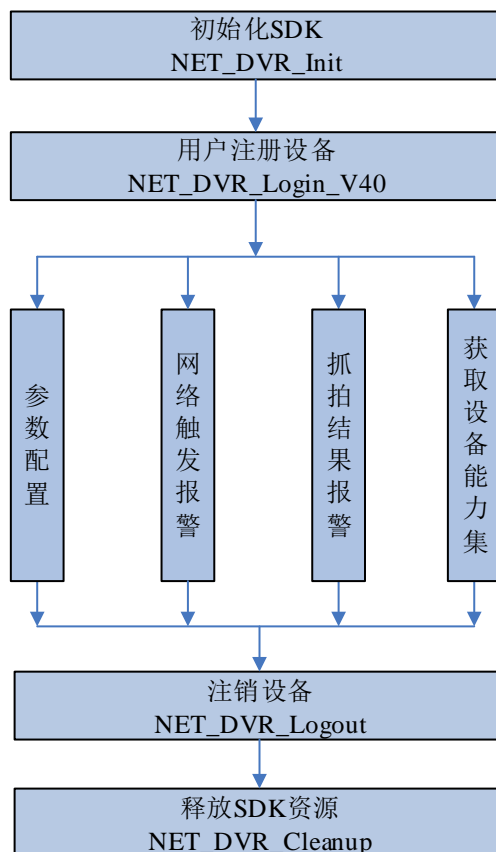 初始化SDK
NET_DVR_Init
用户注册设备
NET_DVR_Login_V40
参数配置
网络触发报警
抓拍结果报警
获取设备能力集
注销设备
NET_DVR_Logout
释放SDK资源
NET_DVR_Cleanup